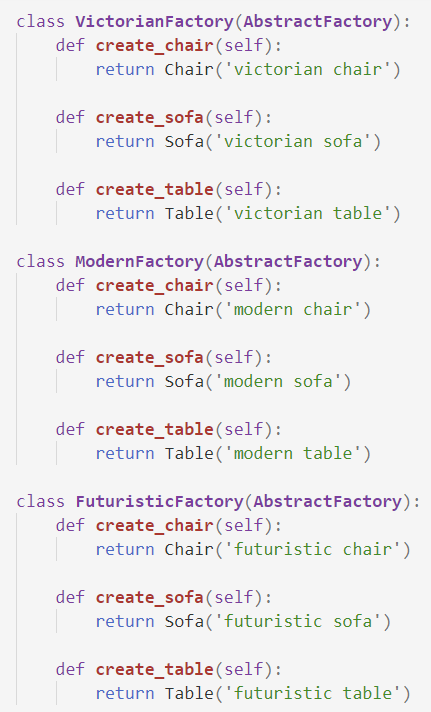 class VictorianFactory(AbstractFactory):
    def create_chair(self):
        return Chair('victorian chair')

    def create_sofa(self):
        return Sofa('victorian sofa')

    def create_table(self):
        return Table('victorian table')

class ModernFactory(AbstractFactory):
    def create_chair(self):
        return Chair('modern chair')

    def create_sofa(self):
        return Sofa('modern sofa')

    def create_table(self):
        return Table('modern table')

class FuturisticFactory(AbstractFactory):
    def create_chair(self):
        return Chair('futuristic chair')

    def create_sofa(self):
        return Sofa('futuristic sofa')

    def create_table(self):
        return Table('futuristic table')